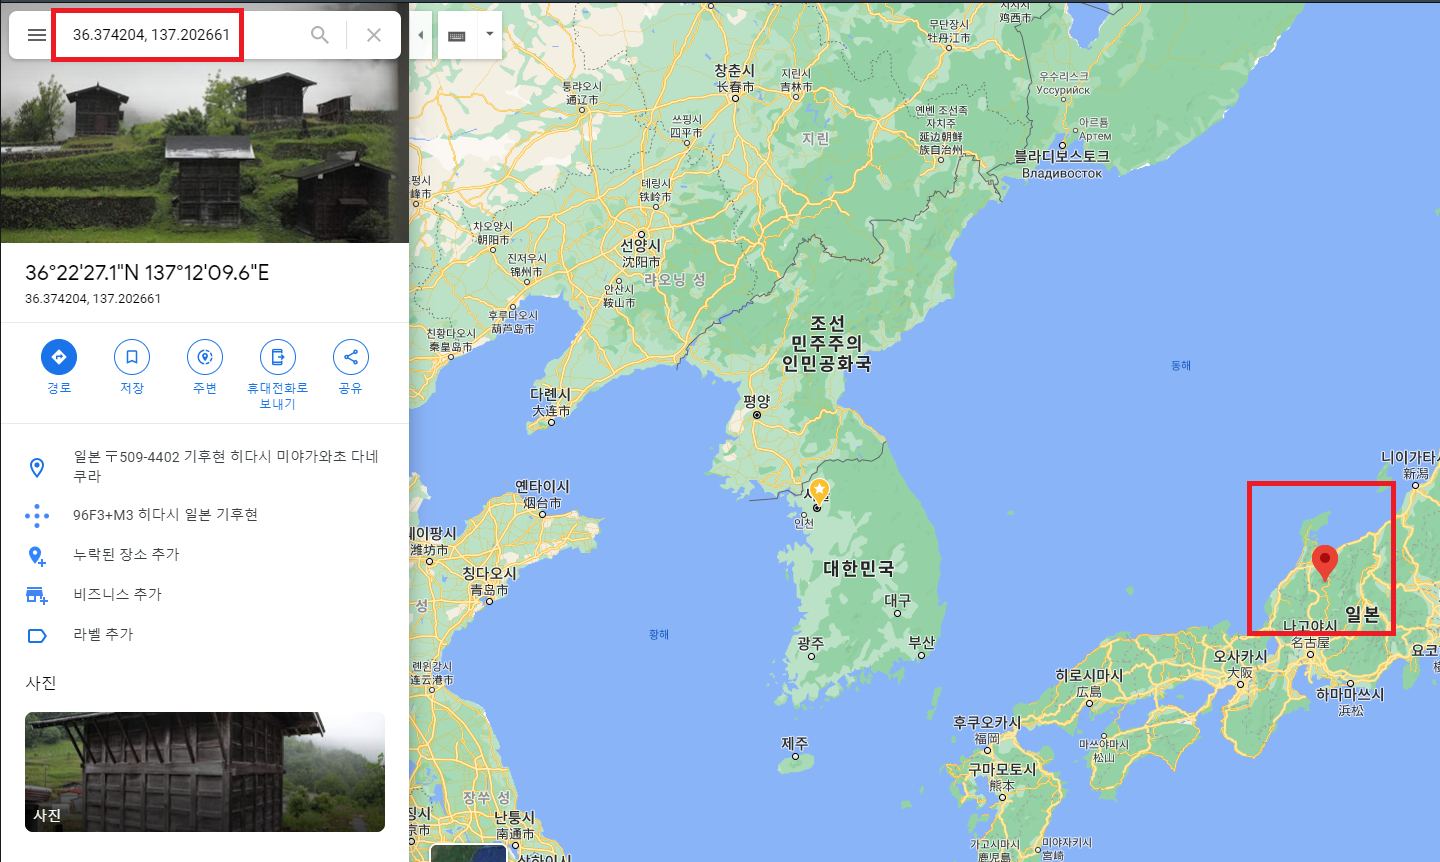 36.374204, 137.202661
36°22'27.1"N 137°12'09.6"E
36.374204, 137.202661
경로
저장
주변
휴대전화로
보내기
공유
일본 〒509-4402 기후현 히다시 미야가와초 다네
쿠라
96F3+M3 히다시 일본 기후현
누락된 장소 추가
비즈니스 추가
라벨 추가
사진
사진
鸡西市
무단장시
牡丹江市
창춘시
长春市
지린시
吉林市
퉁랴오시
通辽市
우수리스크
Уссурийск
쓰핑시
四平市
지린
옌볜 조선족
자치주
延边朝鲜
族自治州
아르튬
Артем
블라디보스토크
Владивосток
톄링시
铁岭市
차오양시
朝阳市
선양시
沈阳市
진저우시
锦州市
랴오닝 성
안산시
鞍山市
후루다오시
葫芦岛市
친황다오시
秦皇岛市
조선
민주주의
인민공화국
동해
다롄시
大连市
평양
니이가타시
新潟
옌타이시
烟台市
인천
웨이팡시
潍坊市
칭다오시
青岛市
대한민국
대구
성
황해
광주
부산
일본
나고야시
名古屋
오사카시
大阪
롄윈강시
连云港市
히로시마시
広島
하마마쓰시
浜松
후쿠오카시
福岡
제주
마쓰야마시
松山
구마모토시
熊本
장쑤 성
난퉁시
南通市
가고시마시
鹿児島
미야자키시
宮崎
상하이시